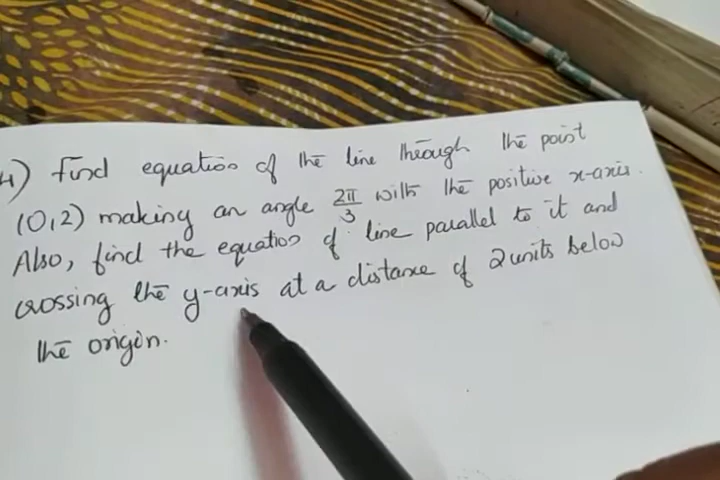 4) find equation of the line through the point
(0,2) making an angle 2π/3 with the positive x-axis.
Also, find the equation of line parallel to it and
crossing the y-axis at a distance of 2 units below
the origin.